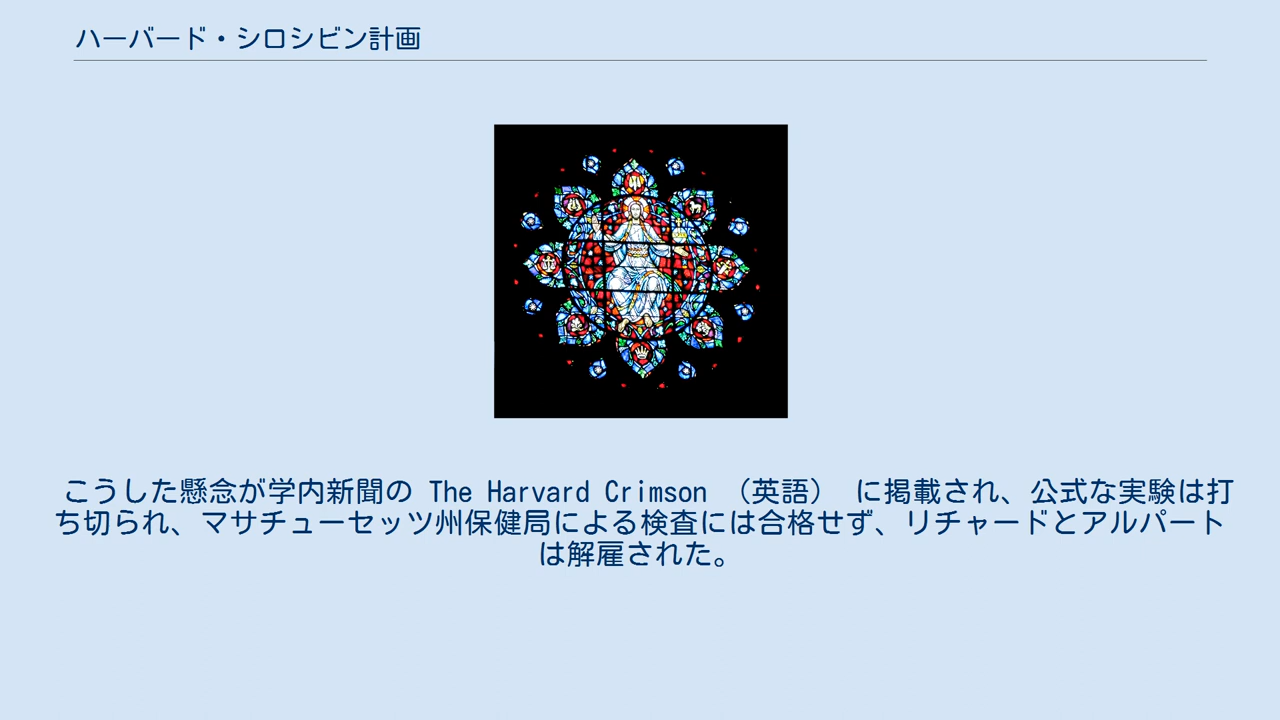 ハーバード・シロシビン計画
こうした懸念が学内新聞の The Harvard Crimson （英語） に掲載され、公式な実験は打
ち切られ、マサチューセッツ州保健局による検査には合格せず、リチャードとアルパート
は解雇された。